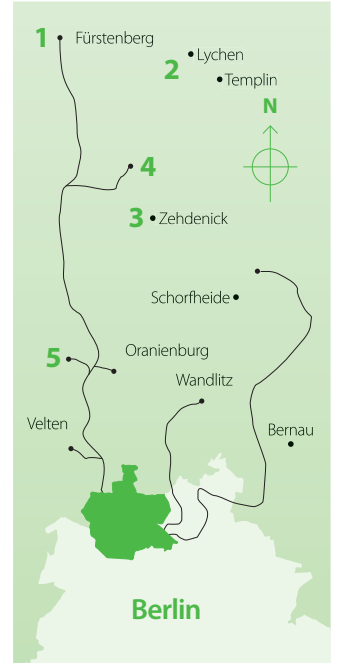 1 Fürstenberg
Lychen
2
Templin
N
4
3 Zehdenick
Schorfheide
5
Oranienburg
Wandlitz
Velten
Bernau
Berlin